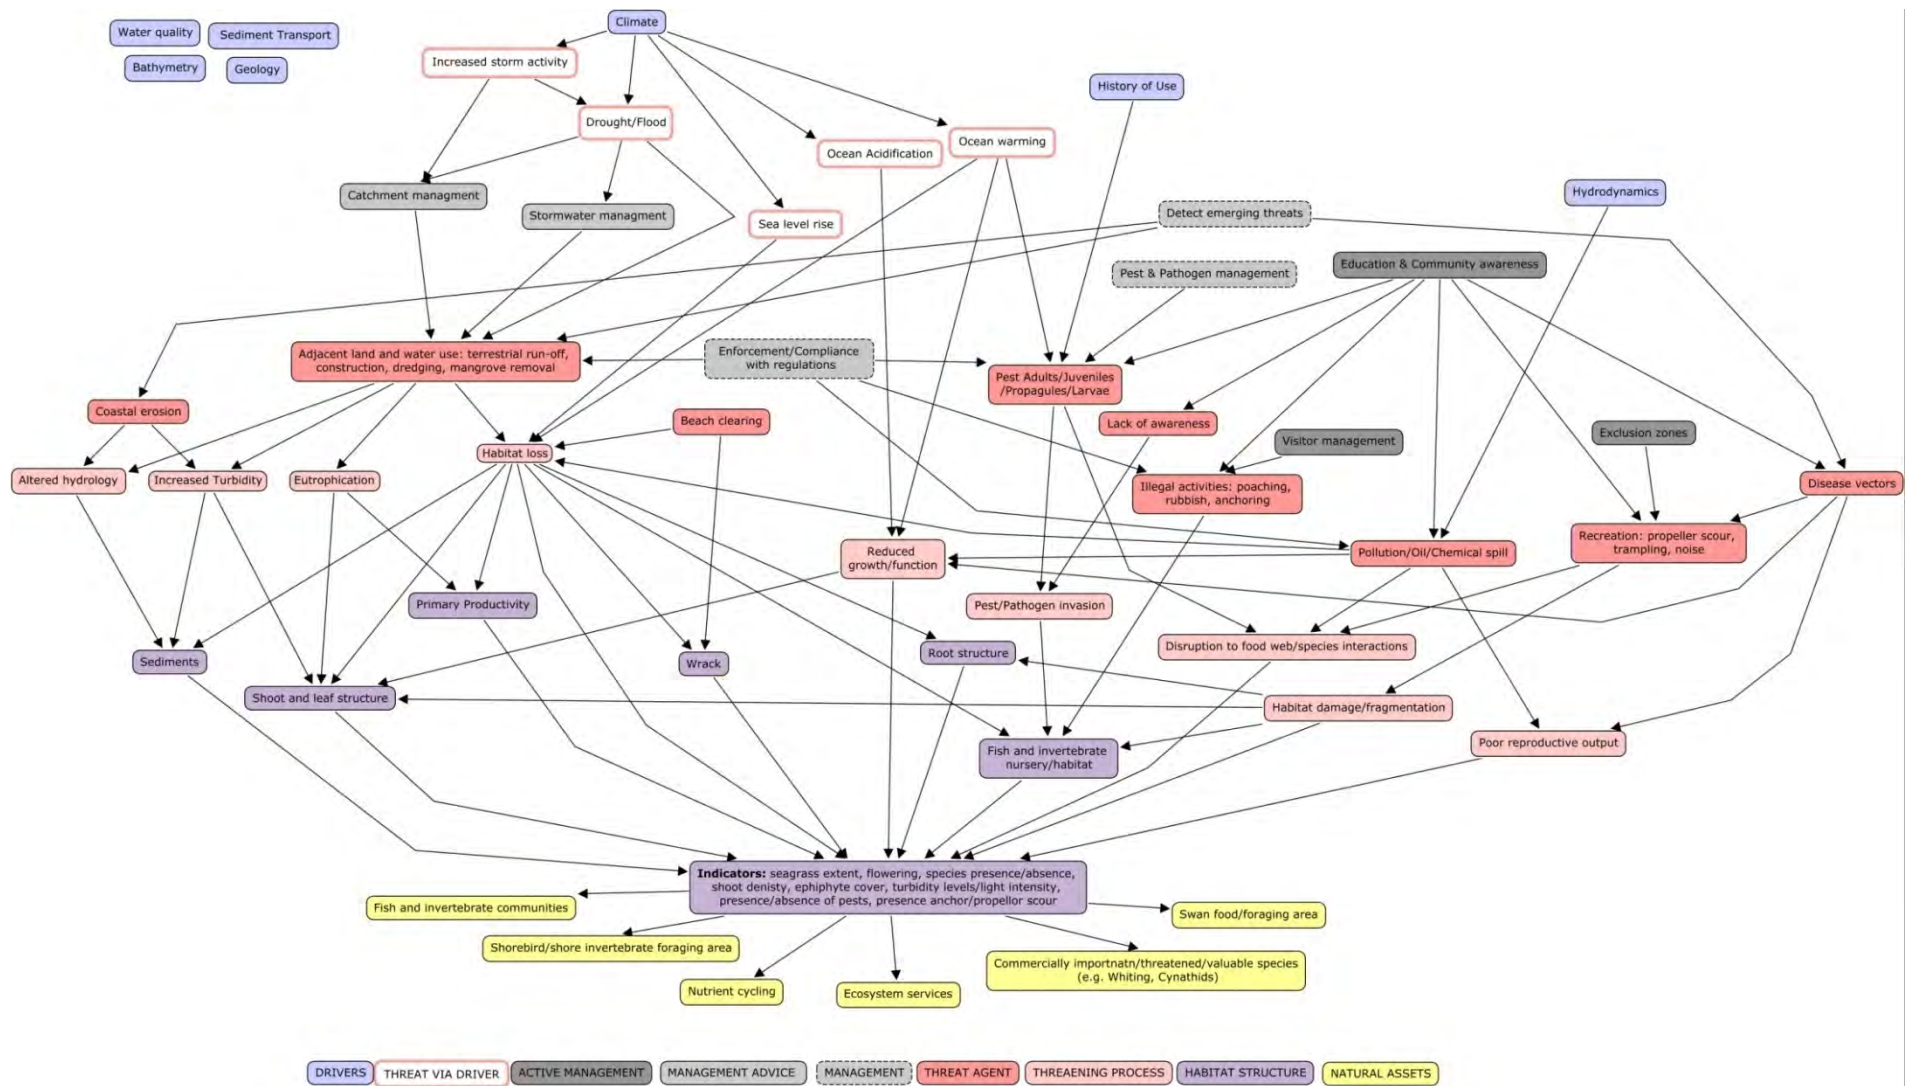 Climate
Water quality
Sediment Transport
Bathymetry
Geology
Increased storm activity
History of Use
Drought/Flood
Ocean warming
Ocean Acidification
Hydrodynamics
Catchment managment
Stormwater managment
Sea level rise
Detect emerging threats
Education & Community awareness
Pest & Pathogen management
Adjacent land and water use: terrestrial run-off,
construction, dredging, mangrove removal
Enforcement/Compliance
with regulations
Pest Adults/Juveniles
/Propagules/Larvae
Coastal erosion
Beach clearing
Lack of awareness
Visitor management
Exclusion zones
Habitat loss
Altered hydrology
Increased Turbidity
Eutrophication
Illegal activities: poaching,
rubbish, anchoring
Disease vectors
Reduced
growth/function
Pollution/Oil/Chemical spill
Recreation: propeller scour,
trampling, noise
Primary Productivity
Pest/Pathogen invasion
Sediments
Wrack
Root structure
Disruption to food web/species interactions
Shoot and leaf structure
Habitat damage/fragmentation
Fish and invertebrate
nursery/habitat
Poor reproductive output
Indicators: seagrass extent, flowering, species presence/absence,
shoot denisty, ephiphyte cover, turbidity levels/light intensity,
presence/absence of pests, presence anchor/propellor scour
Fish and invertebrate communities
Swan food/foraging area
Shorebird/shore invertebrate foraging area
Commercially importnatn/threatened/valuable species
(e.g. Whiting, Cynathids)
Nutrient cycling
Ecosystem services
DRIVERS
THREAT VIA DRIVER
ACTIVE MANAGEMENT
MANAGEMENT ADVICE
MANAGEMENT
THREAT AGENT
THREAENING PROCESS
HABITAT STRUCTURE
NATURAL ASSETS